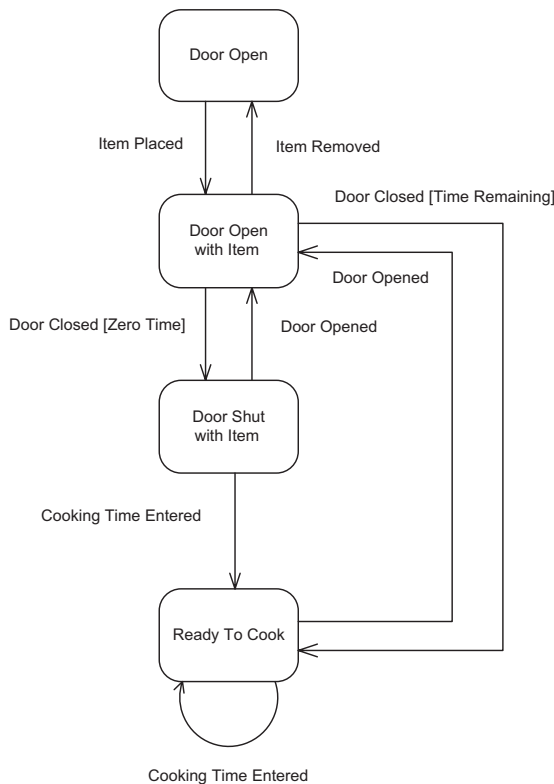 Door Open
Item Placed
Item Removed
Door Closed [Time Remaining]
Door Open
with Item
Door Opened
Door Closed [Zero Time]
Door Opened
Door Shut
with Item
Cooking Time Entered
Ready To Cook
Cooking Time Entered